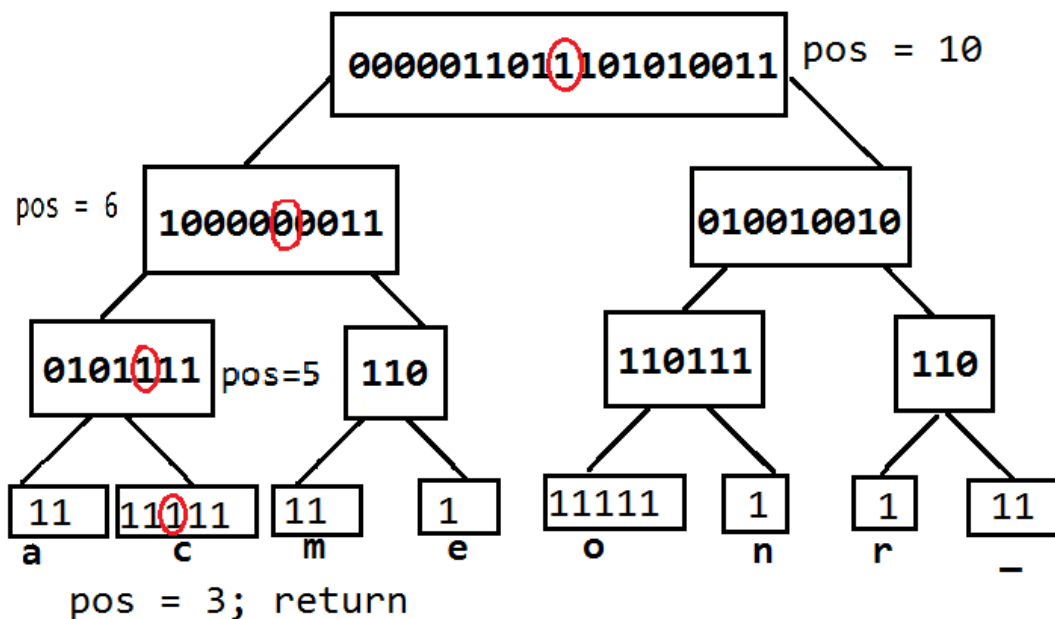 0000011011101010011
pos = 10
pos = 6
1000000011
010010010
0101111
pos=5
110
110111
110
11
11111
11
1
11111
1
1
11
a
c
m
e
o
n
r
_
pos = 3; return